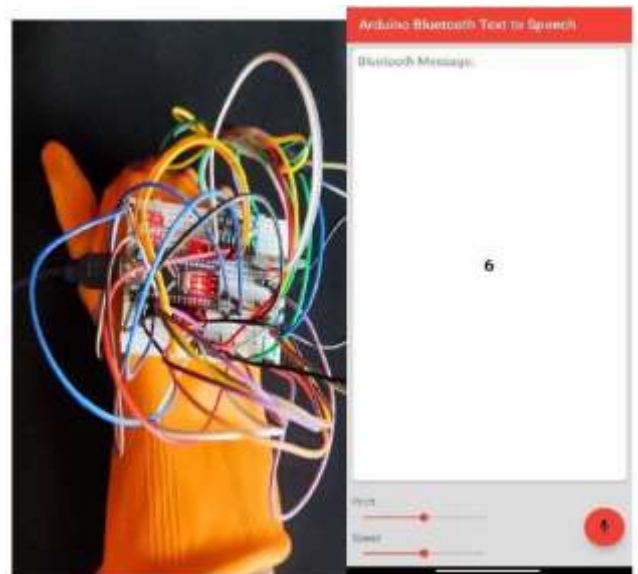 Arduino Bluetooth Text to Speech
Bluetooth Message:
6
Pitch
Speed